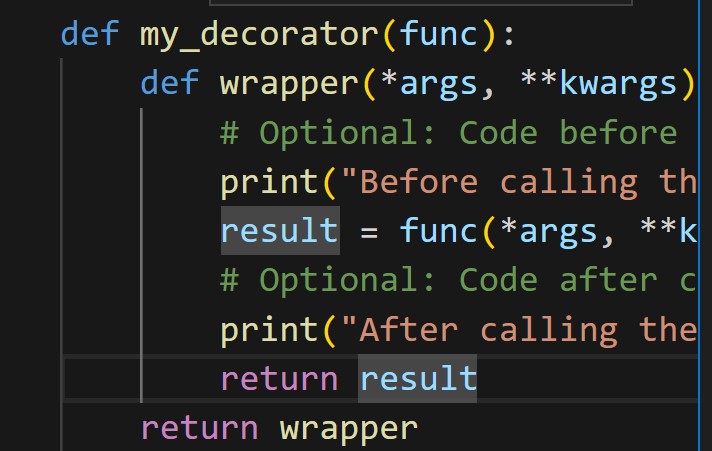 def my_decorator(func):
    def wrapper(*args, **kwargs)
        # Optional: Code before
        print("Before calling th
        result = func(*args, **k
        # Optional: Code after c
        print("After calling the
        return result
    return wrapper